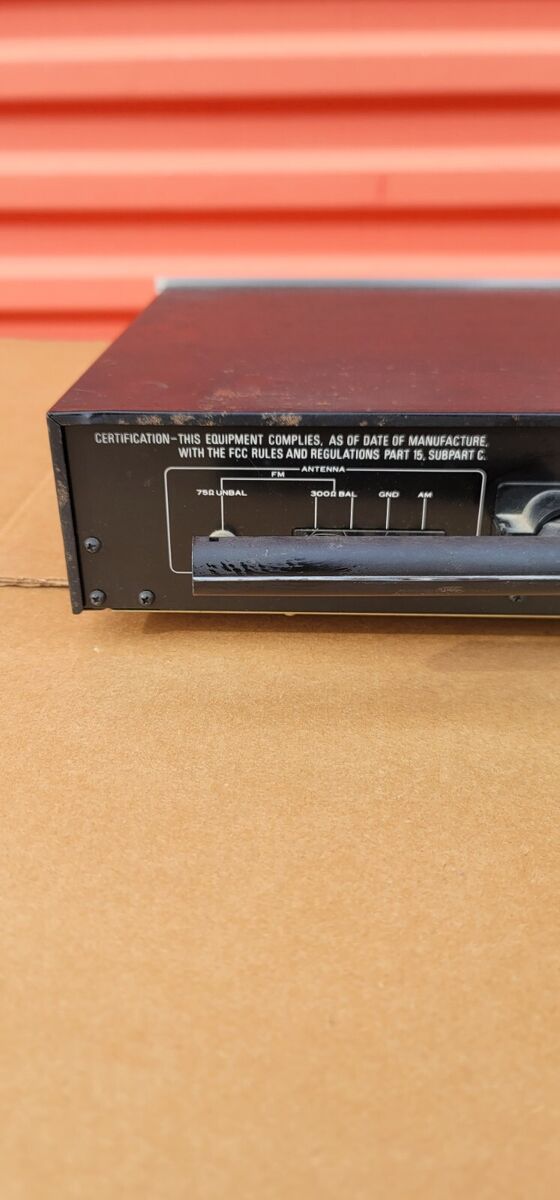 CERTIFICATION–THIS EQUIPMENT COMPLIES, AS OF DATE OF MANUFACTURE,
WITH THE FCC RULES AND REGULATIONS PART 15, SUBPART C.
ANTENNA
FM
75Ω UNBAL 300Ω BAL GND AM